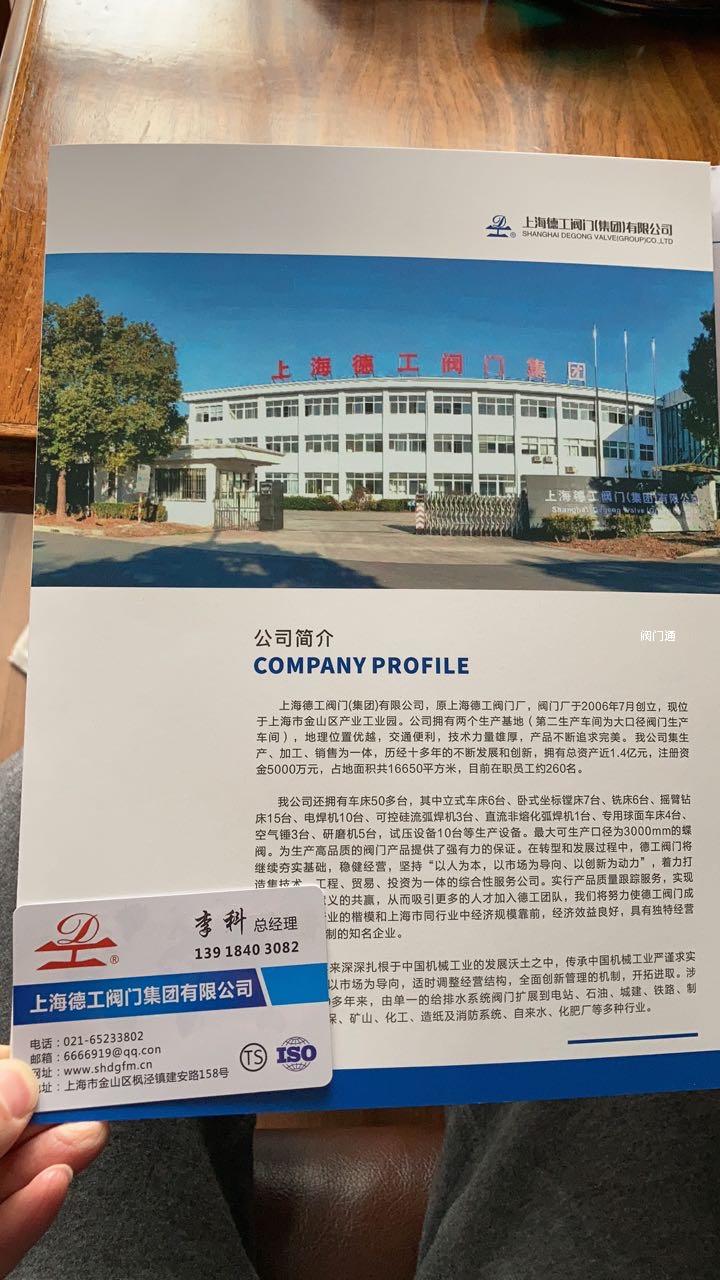 上海德工阀门(集团)有限公司
SHANGHAI DEGONG VALVE(GROUP)CO.,LTD
上海德工阀门集团
上海德工阀门(集团)有限公司
Shanghai Degong Valve
公司简介
阀门通
COMPANY PROFILE
上海德工阀门(集团)有限公司，原上海德工阀门厂，阀门厂于2006年7月创立，现位
于上海市金山区产业工业园。公司拥有两个生产基地（第二生产车间为大口径阀门生产
车间），地理位置优越，交通便利，技术力量雄厚，产品不断追求完美。我公司集生
产、加工、销售为一体，历经十多年的不断发展和创新，拥有总资产近1.4亿元，注册资
金5000万元，占地面积共16650平方米，目前在职员工约260名。
我公司还拥有车床50多台，其中立式车床6台、卧式坐标镗床7台、铣床6台、摇臂钻
床15台、电焊机10台、可控硅流弧焊机3台、直流非熔化弧焊机1台、专用球面车床4台、
空气锤3台、研磨机5台，试压设备10台等生产设备。最大可生产口径为3000mm的蝶
阀。为生产高品质的阀门产品提供了强有力的保证。在转型和发展过程中，德工阀门将
继续夯实基础，稳健经营，坚持“以人为本，以市场为导向、以创新为动力”，着力打
造集技术、工程、贸易、投资为一体的综合性服务公司。实行产品质量跟踪服务，实现
义的共赢，从而吸引更多的人才加入德工团队，我们将努力使德工阀门成
业的楷模和上海市同行业中经济规模靠前，经济效益良好，具有独特经营
制的知名企业。
来深深扎根于中国机械工业的发展沃土之中，传承中国机械工业严谨求实
以市场为导向，适时调整经营结构，全面创新管理的机制，开拓进取。涉
多年来，由单一的给排水系统阀门扩展到电站、石油、城建、铁路、制
保、矿山、化工、造纸及消防系统、自来水、化肥厂等多种行业。
李科 总经理
139 1840 3082
®
上海德工阀门集团有限公司
电话：021-65233802
邮箱：6666919@qq.con
网址：www.shdgfm.cn
地址：上海市金山区枫泾镇建安路158号
TS
ISO